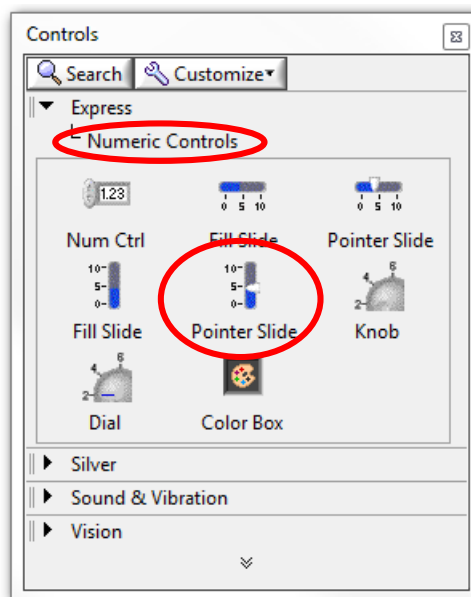 Controls
Search Customize
Express
Numeric Controls
1.23
0 5 10
0 5 10
Num Ctrl Fill Slide Pointer Slide
10-
5-
0-
10-
5-
0-
4 6
2
Fill Slide Pointer Slide Knob
4 6
2
Dial Color Box
Silver
Sound & Vibration
Vision